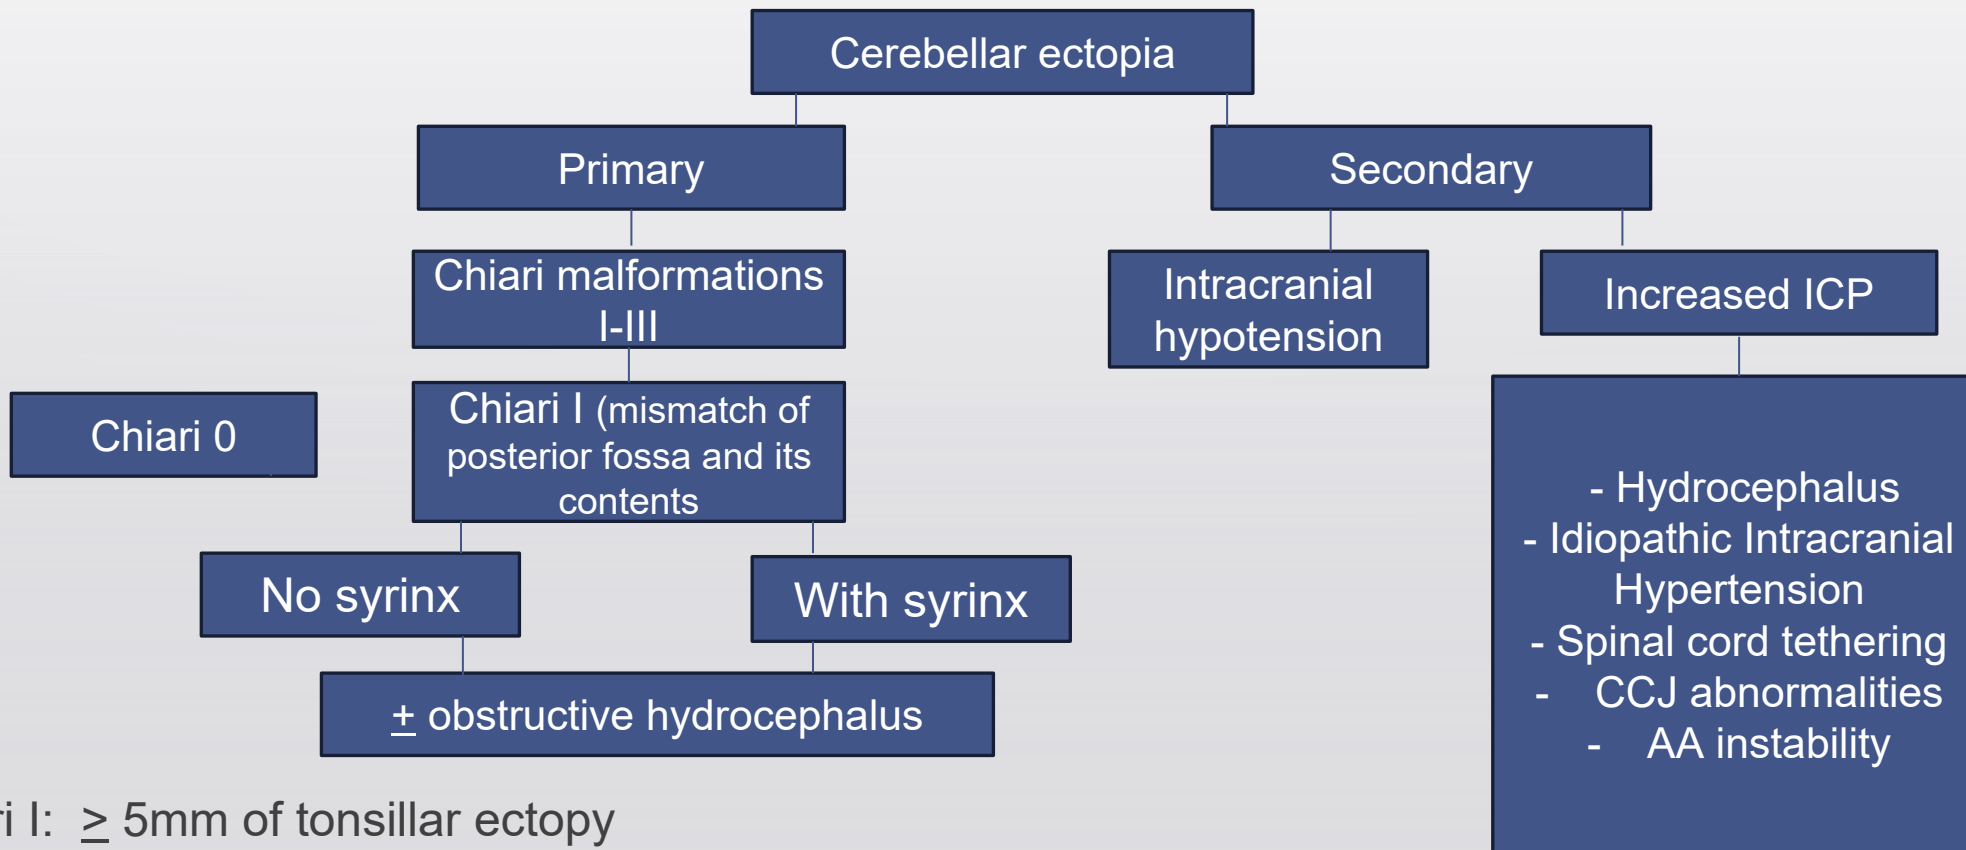 Cerebellar ectopia
Primary
Secondary
Chiari malformations
I-III
Intracranial
hypotension
Increased ICP
Chiari 0
Chiari I (mismatch of
posterior fossa and its
contents
- Hydrocephalus
- Idiopathic Intracranial
Hypertension
- Spinal cord tethering
- CCJ abnormalities
- AA instability
No syrinx
With syrinx
± obstructive hydrocephalus
ri I: ≥ 5mm of tonsillar ectopy